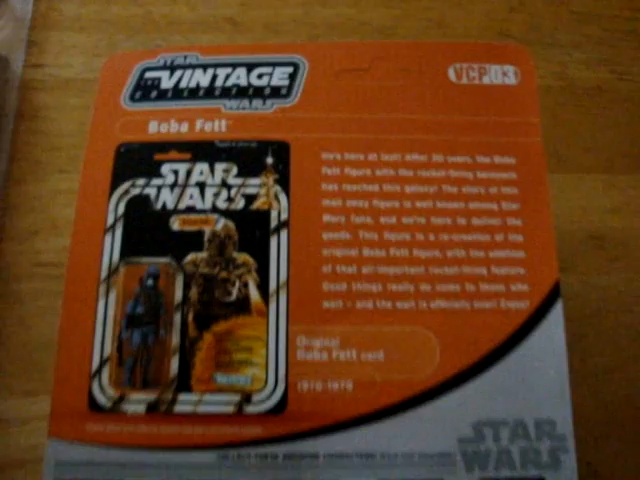 STAR
THE VINTAGE
COLLECTION
WARS
VCP03
Boba Fett™
STAR
WARS
He's here at last! After 30 years, the Boba
Fett figure with the rocket-firing backpack
has reached this galaxy! The story of this
mail away figure is well known among Star
Wars fans, and we're here to deliver the
goods. This figure is a re-creation of the
original Boba Fett figure, with the addition
of that all-important rocket-firing feature.
Good things really do come to those who
wait - and the wait is officially over! Enjoy!
Kenner
Original
Boba Fett card
1978-1979
STAR
WARS